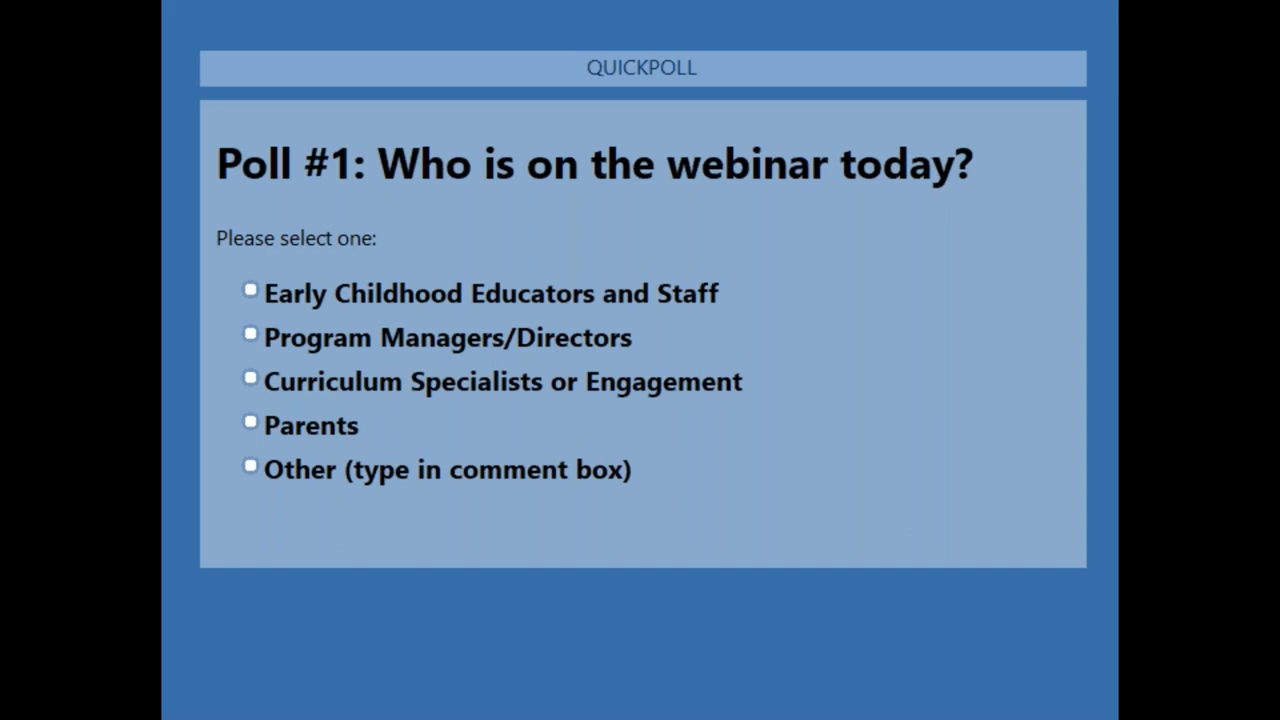 QUICKPOLL
Poll #1: Who is on the webinar today?
Please select one:
Early Childhood Educators and Staff
Program Managers/Directors
Curriculum Specialists or Engagement
Parents
Other (type in comment box)